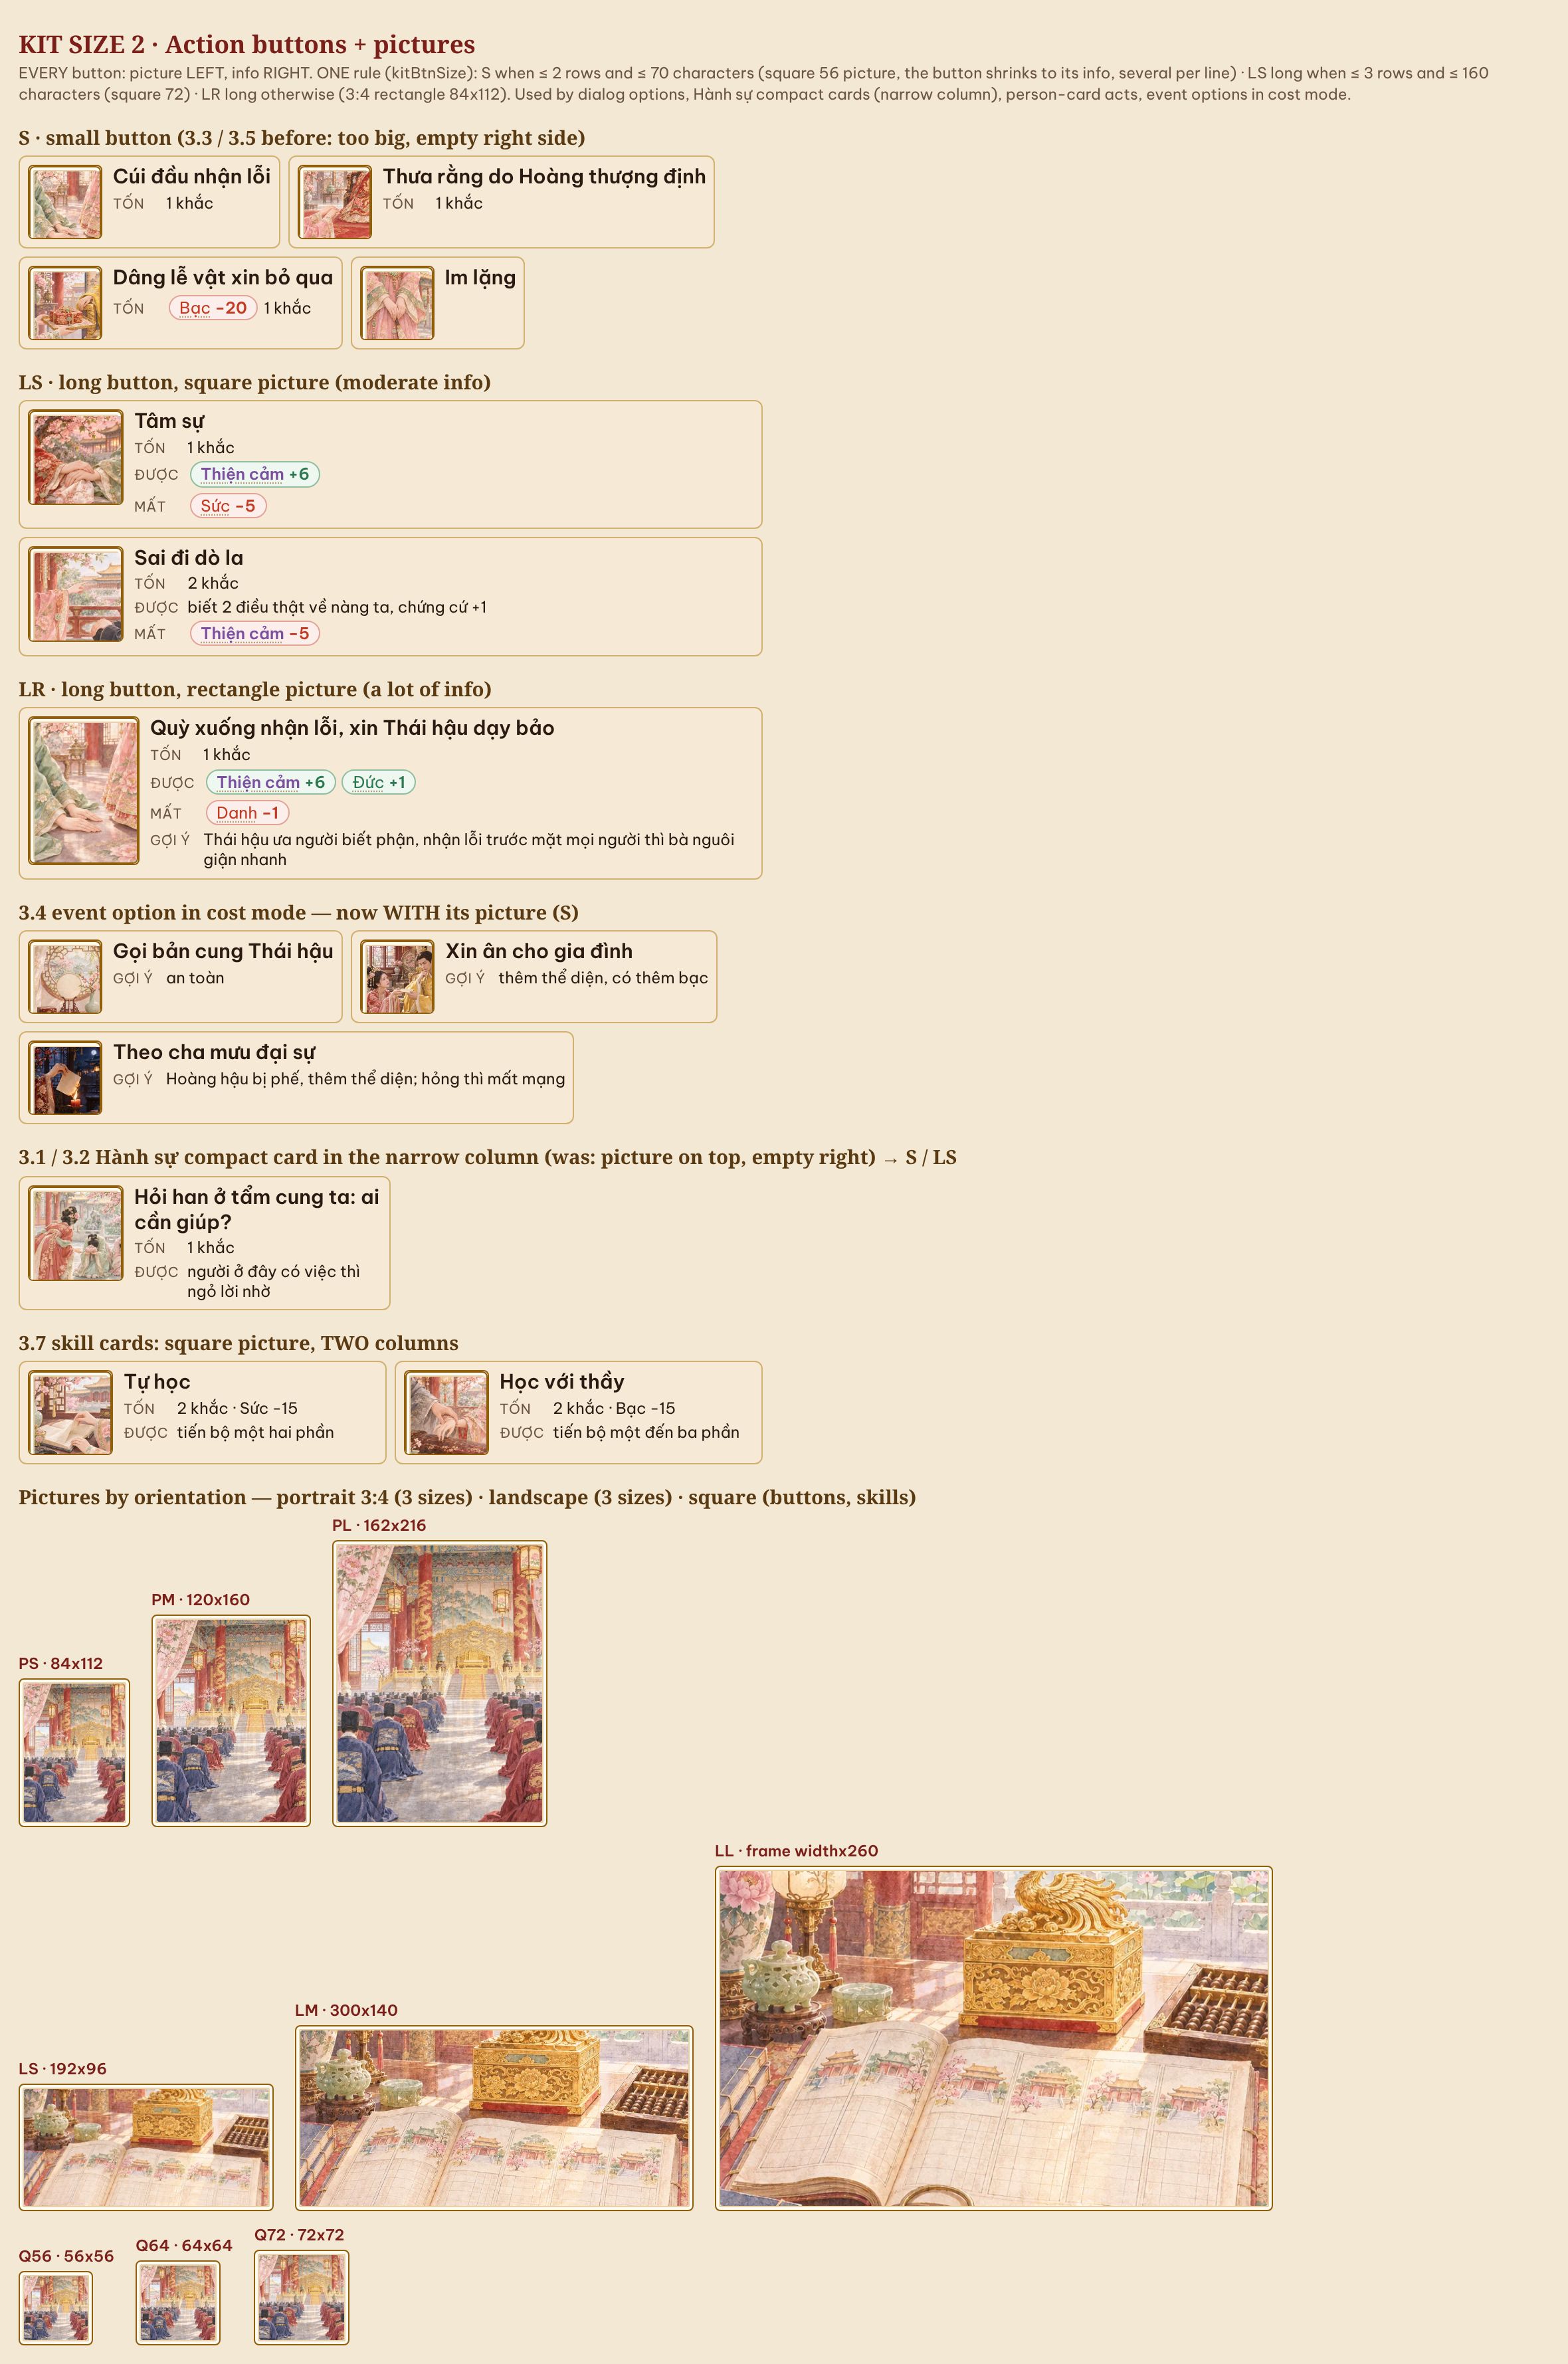 KIT SIZE 2 · Action buttons + pictures
EVERY button: picture LEFT, info RIGHT. ONE rule (kitBtnSize): S when ≤ 2 rows and ≤ 70 characters (square 56 picture, the button shrinks to its info, several per line) · LS long when ≤ 3 rows and ≤ 160
characters (square 72) · LR long otherwise (3:4 rectangle 84x112). Used by dialog options, Hành sự compact cards (narrow column), person-card acts, event options in cost mode.
S · small button (3.3 / 3.5 before: too big, empty right side)
Cúi đầu nhận lỗi
TỐN 1 khắc
Thưa rằng do Hoàng thượng định
TỐN 1 khắc
Dâng lễ vật xin bỏ qua
TỐN Bạc −20 1 khắc
Im lặng
LS · long button, square picture (moderate info)
Tâm sự
TỐN 1 khắc
ĐƯỢC Thiện cảm +6
MẤT Sức −5
Sai đi dò la
TỐN 2 khắc
ĐƯỢC biết 2 điều thật về nàng ta, chứng cứ +1
MẤT Thiện cảm −5
LR · long button, rectangle picture (a lot of info)
Quỳ xuống nhận lỗi, xin Thái hậu dạy bảo
TỐN 1 khắc
ĐƯỢC Thiện cảm +6 Đức +1
MẤT Danh −1
GỢI Ý Thái hậu ưa người biết phận, nhận lỗi trước mặt mọi người thì bà nguôi
giận nhanh
3.4 event option in cost mode — now WITH its picture (S)
Gọi bản cung Thái hậu
GỢI Ý an toàn
Xin ân cho gia đình
GỢI Ý thêm thể diện, có thêm bạc
Theo cha mưu đại sự
GỢI Ý Hoàng hậu bị phế, thêm thể diện; hỏng thì mất mạng
3.1 / 3.2 Hành sự compact card in the narrow column (was: picture on top, empty right) → S / LS
Hỏi han ở tẩm cung ta: ai
cần giúp?
TỐN 1 khắc
ĐƯỢC người ở đây có việc thì
ngỏ lời nhờ
3.7 skill cards: square picture, TWO columns
Tự học
TỐN 2 khắc · Sức −15
ĐƯỢC tiến bộ một hai phần
Học với thầy
TỐN 2 khắc · Bạc −15
ĐƯỢC tiến bộ một đến ba phần
Pictures by orientation — portrait 3:4 (3 sizes) · landscape (3 sizes) · square (buttons, skills)
PS · 84x112
PM · 120x160
PL · 162x216
LS · 192x96
LM · 300x140
LL · frame widthx260
Q56 · 56x56
Q64 · 64x64
Q72 · 72x72